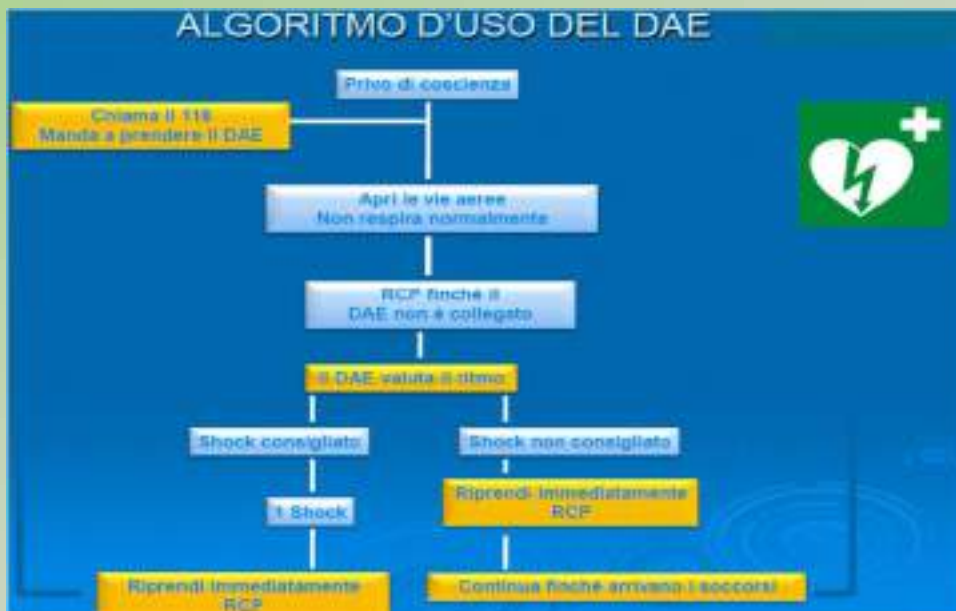 ALGORITMO D'USO DEL DAE
Privo di coscienza
Chiama il 118
Manda a prendere il DAE
Apri le vie aeree
Non respira normalmente
RCP finché il
DAE non è collegato
Il DAE valuta il ritmo
Shock consigliato
Shock non consigliato
1 Shock
Riprendi immediatamente
RCP
Riprendi immediatamente
RCP
Continua finché arrivano i soccorsi